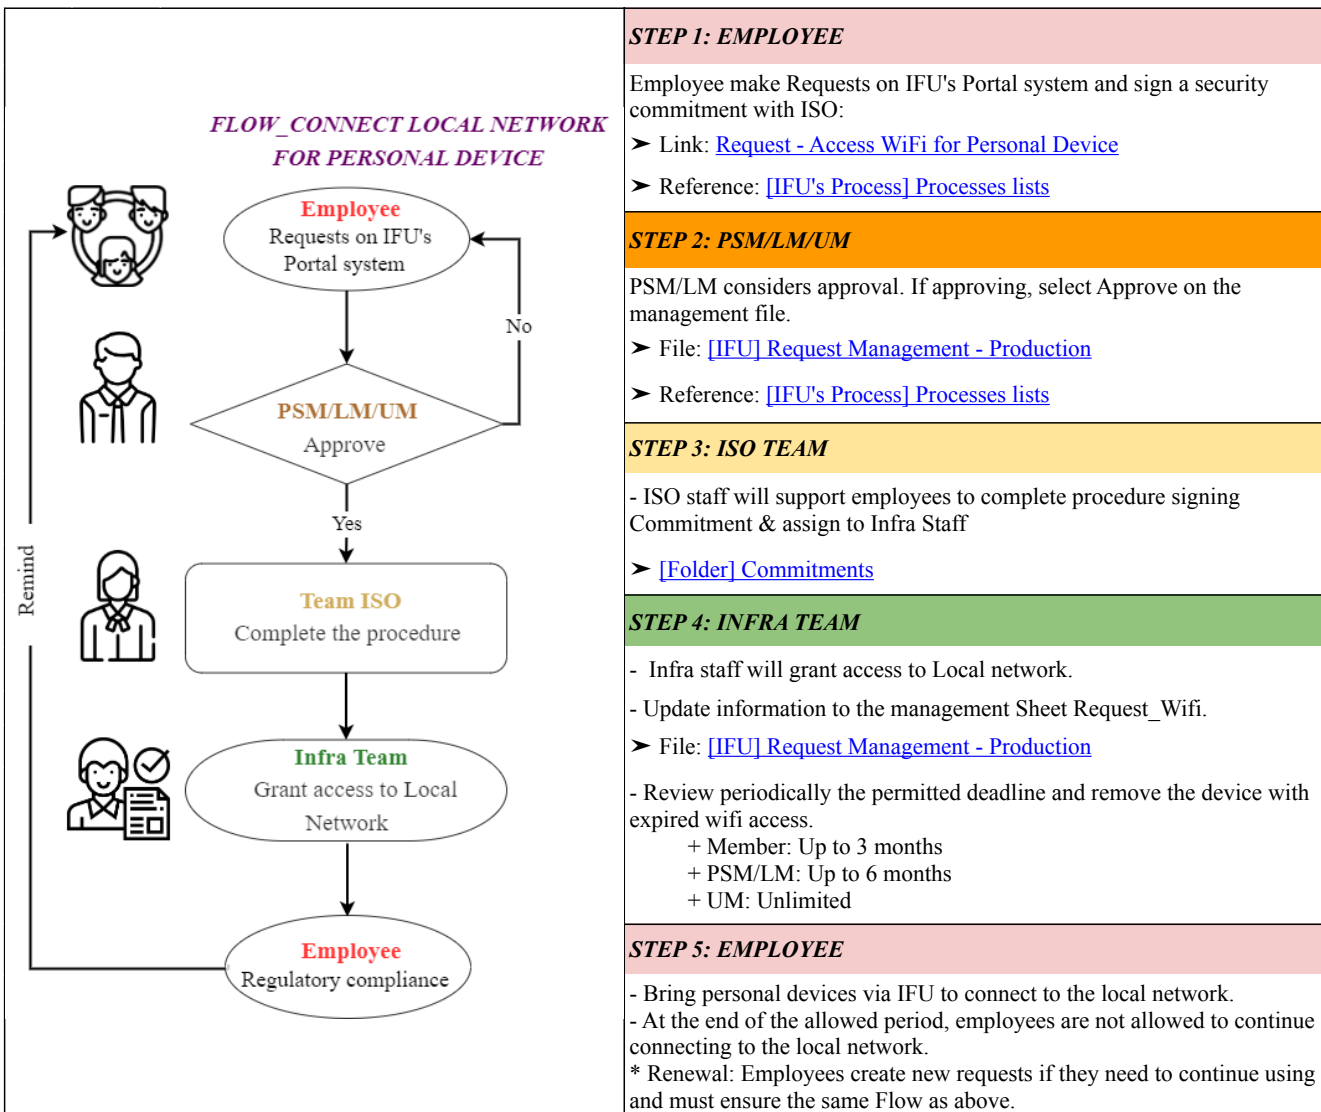 FLOW_CONNECT LOCAL NETWORK
FOR PERSONAL DEVICE
Employee
Requests on IFU's
Portal system
No
PSM/LM/UM
Approve
Yes
Remind
Team ISO
Complete the procedure
Infra Team
Grant access to Local
Network
Employee
Regulatory compliance
STEP 1: EMPLOYEE
Employee make Requests on IFU's Portal system and sign a security
commitment with ISO:
➤ Link: Request - Access WiFi for Personal Device
➤ Reference: [IFU's Process] Processes lists
STEP 2: PSM/LM/UM
PSM/LM considers approval. If approving, select Approve on the
management file.
➤ File: [IFU] Request Management - Production
➤ Reference: [IFU's Process] Processes lists
STEP 3: ISO TEAM
- ISO staff will support employees to complete procedure signing
Commitment & assign to Infra Staff
➤ [Folder] Commitments
STEP 4: INFRA TEAM
- Infra staff will grant access to Local network.
- Update information to the management Sheet Request_Wifi.
➤ File: [IFU] Request Management - Production
- Review periodically the permitted deadline and remove the device with
expired wifi access.
+ Member: Up to 3 months
+ PSM/LM: Up to 6 months
+ UM: Unlimited
STEP 5: EMPLOYEE
- Bring personal devices via IFU to connect to the local network.
- At the end of the allowed period, employees are not allowed to continue
connecting to the local network.
* Renewal: Employees create new requests if they need to continue using
and must ensure the same Flow as above.